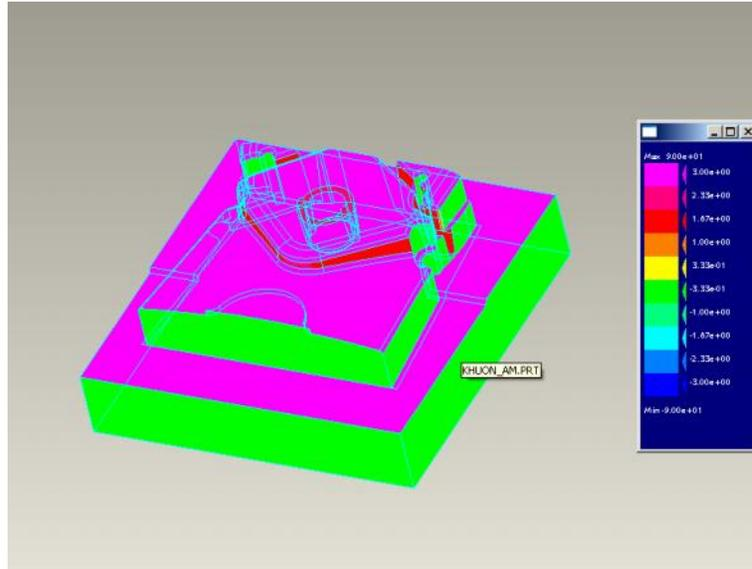 Max 9.00e+01
3.00e+00
2.33e+00
1.67e+00
1.00e+00
3.33e-01
-3.33e-01
-1.00e+00
-1.67e+00
-2.33e+00
-3.00e+00
Min -9.00e+01
KHUON_AM.PRT